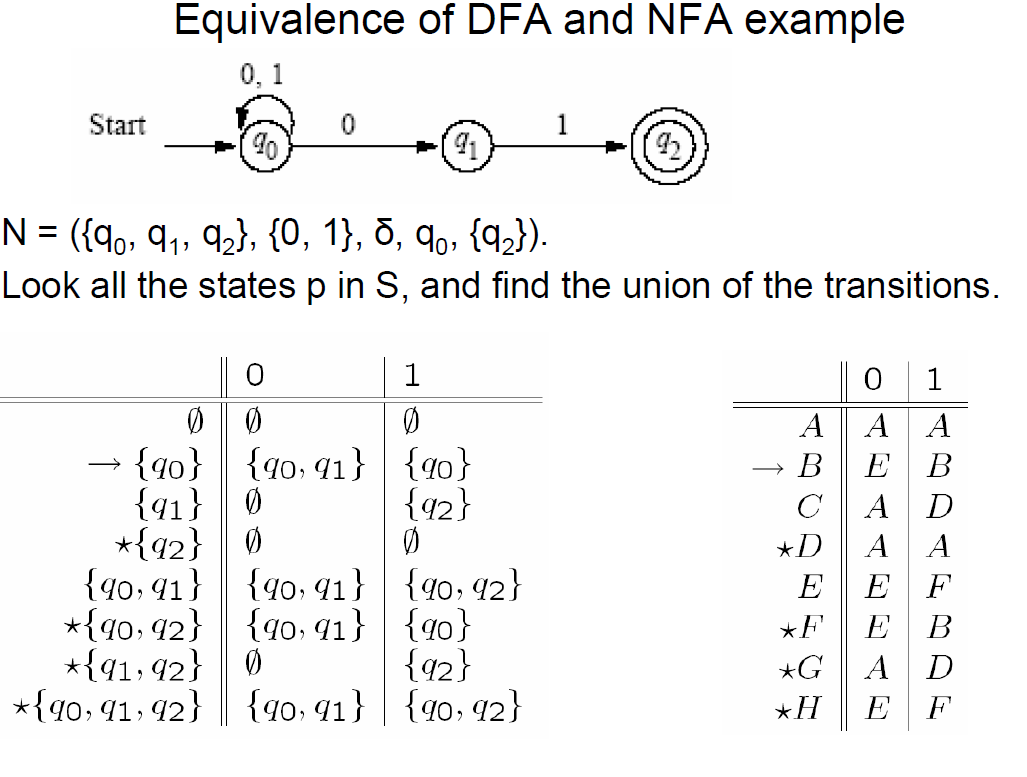 Equivalence of DFA and NFA example
0, 1
Start 0 1
q0 q1 q2
N = ({q0, q1, q2}, {0, 1}, δ, q0, {q2}).
Look all the states p in S, and find the union of the transitions.
0 1
∅ ∅ ∅
→ {q0} {q0, q1} {q0}
{q1} ∅ {q2}
⋆{q2} ∅ ∅
{q0, q1} {q0, q1} {q0, q2}
⋆{q0, q2} {q0, q1} {q0}
⋆{q1, q2} ∅ {q2}
⋆{q0, q1, q2} {q0, q1} {q0, q2}
0 1
A A A
→ B E B
C A D
⋆D A A
E E F
⋆F E B
⋆G A D
⋆H E F